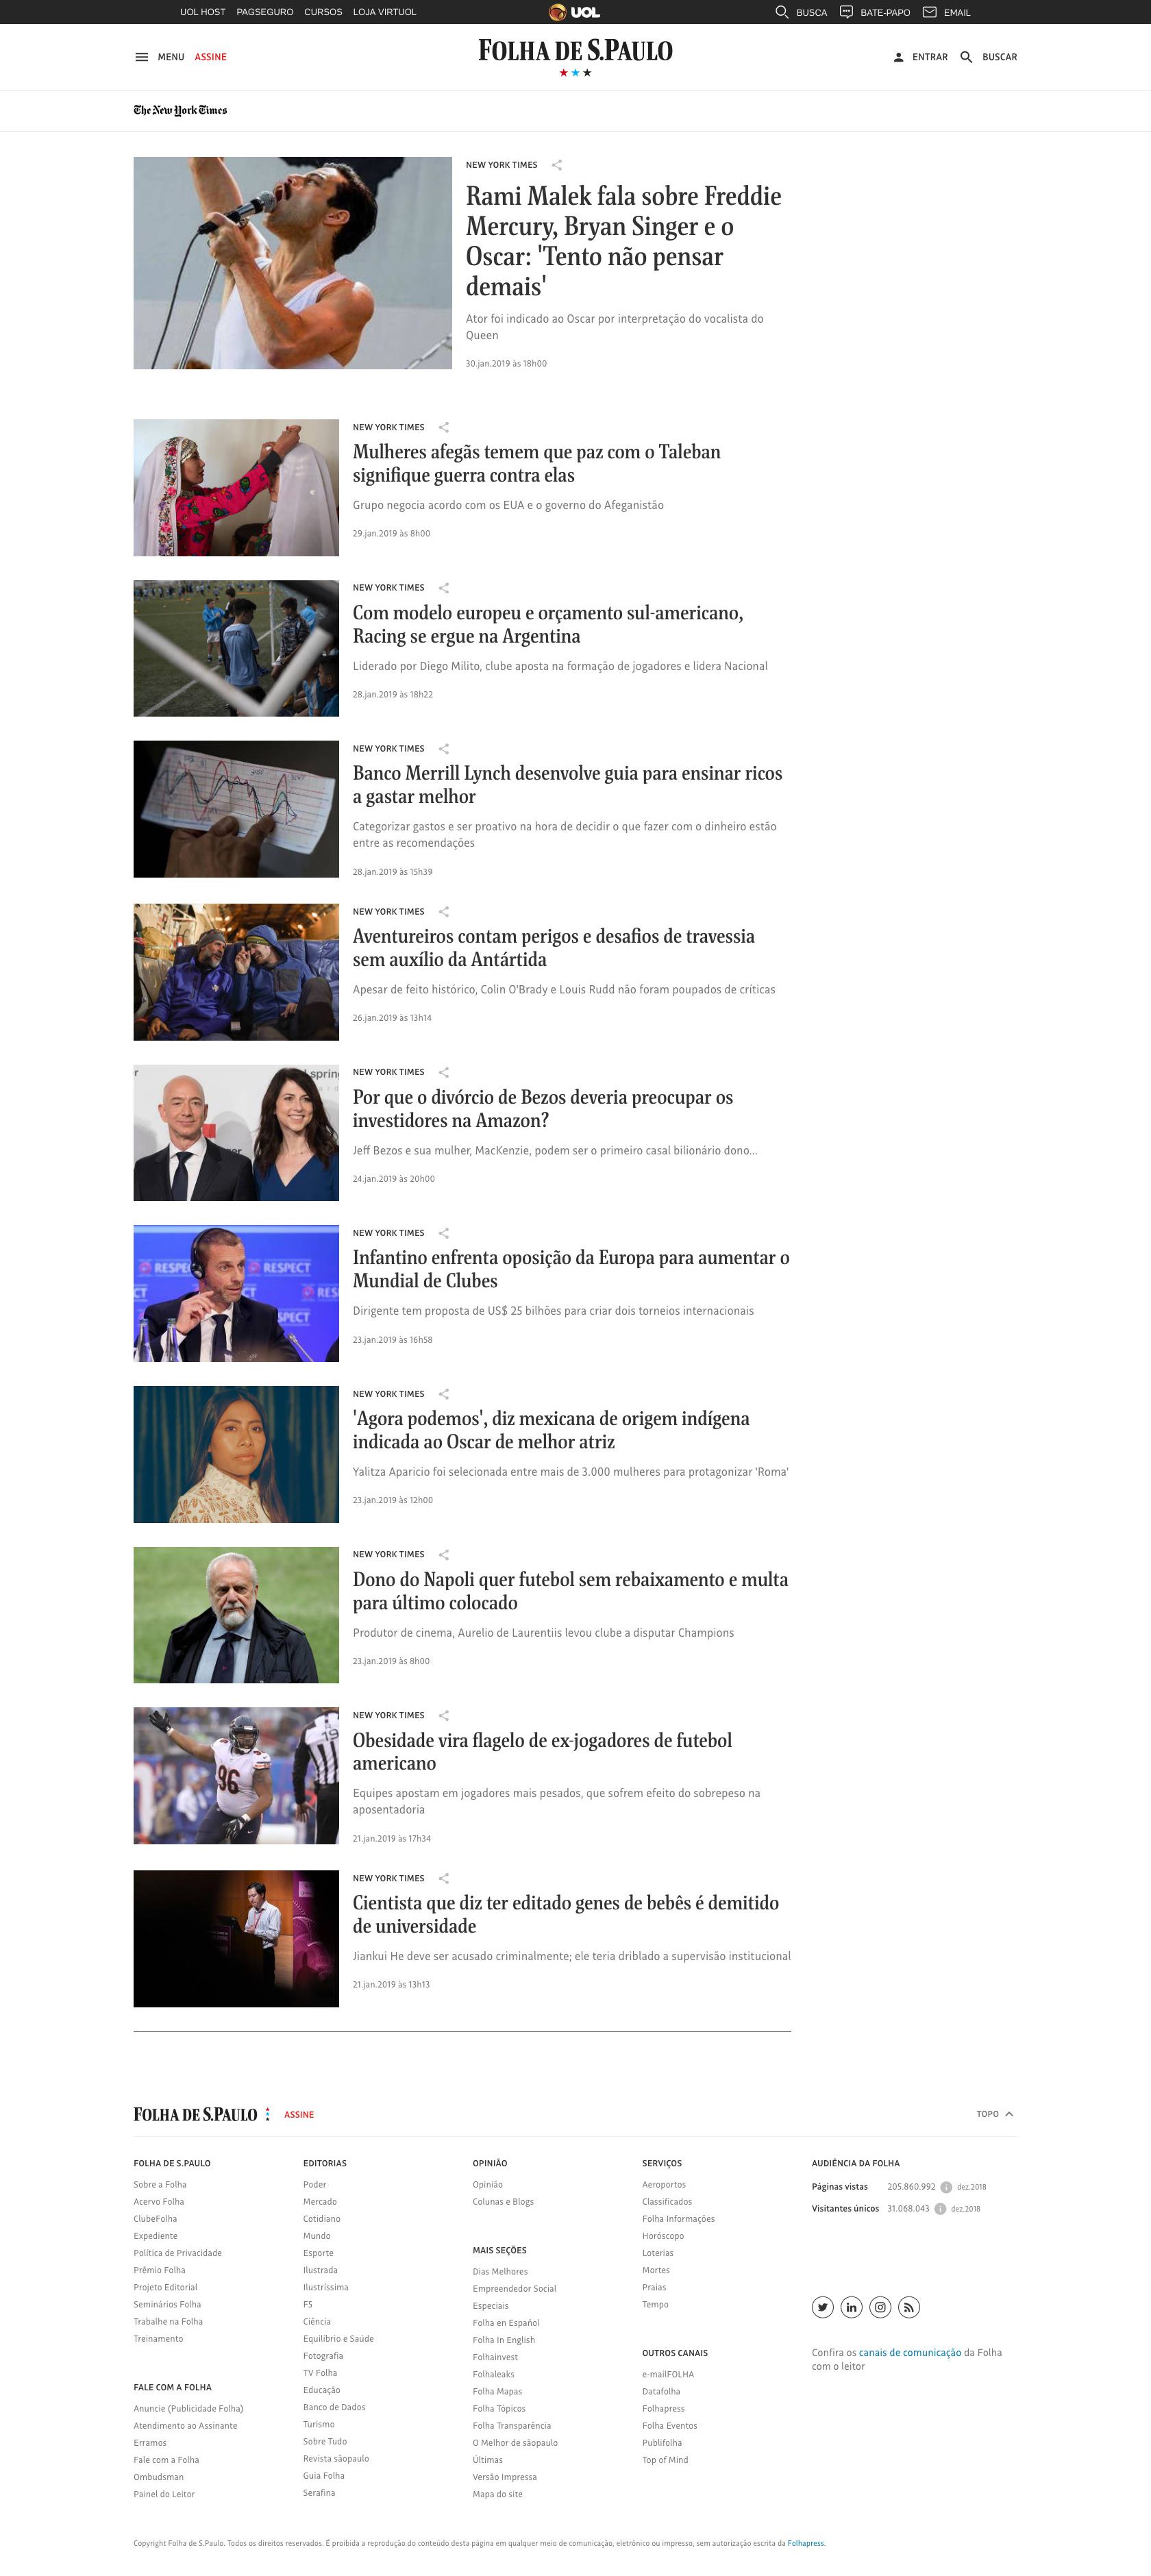 UOL HOST PAGSEGURO CURSOS LOJA VIRTUOL UOL BUSCA BATE-PAPO EMAIL
MENU ASSINE FOLHA DE S.PAULO ENTRAR BUSCAR
The New York Times
NEW YORK TIMES
Rami Malek fala sobre Freddie
Mercury, Bryan Singer e o
Oscar: 'Tento não pensar
demais'
Ator foi indicado ao Oscar por interpretação do vocalista do
Queen
30.jan.2019 às 18h00
NEW YORK TIMES
Mulheres afegãs temem que paz com o Taleban
signifique guerra contra elas
Grupo negocia acordo com os EUA e o governo do Afeganistão
29.jan.2019 às 8h00
NEW YORK TIMES
Com modelo europeu e orçamento sul-americano,
Racing se ergue na Argentina
Liderado por Diego Milito, clube aposta na formação de jogadores e lidera Nacional
28.jan.2019 às 18h22
NEW YORK TIMES
Banco Merrill Lynch desenvolve guia para ensinar ricos
a gastar melhor
Categorizar gastos e ser proativo na hora de decidir o que fazer com o dinheiro estão
entre as recomendações
28.jan.2019 às 15h39
NEW YORK TIMES
Aventureiros contam perigos e desafios de travessia
sem auxílio da Antártida
Apesar de feito histórico, Colin O'Brady e Louis Rudd não foram poupados de críticas
26.jan.2019 às 13h14
NEW YORK TIMES
Por que o divórcio de Bezos deveria preocupar os
investidores na Amazon?
Jeff Bezos e sua mulher, MacKenzie, podem ser o primeiro casal bilionário dono...
24.jan.2019 às 20h00
RESPECT
RESPECT
NEW YORK TIMES
Infantino enfrenta oposição da Europa para aumentar o
Mundial de Clubes
Dirigente tem proposta de US$ 25 bilhões para criar dois torneios internacionais
23.jan.2019 às 16h58
NEW YORK TIMES
'Agora podemos', diz mexicana de origem indígena
indicada ao Oscar de melhor atriz
Yalitza Aparicio foi selecionada entre mais de 3.000 mulheres para protagonizar 'Roma'
23.jan.2019 às 12h00
NEW YORK TIMES
Dono do Napoli quer futebol sem rebaixamento e multa
para último colocado
Produtor de cinema, Aurelio de Laurentiis levou clube a disputar Champions
23.jan.2019 às 8h00
96
19
NEW YORK TIMES
Obesidade vira flagelo de ex-jogadores de futebol
americano
Equipes apostam em jogadores mais pesados, que sofrem efeito do sobrepeso na
aposentadoria
21.jan.2019 às 17h34
NEW YORK TIMES
Cientista que diz ter editado genes de bebês é demitido
de universidade
Jiankui He deve ser acusado criminalmente; ele teria driblado a supervisão institucional
21.jan.2019 às 13h13
FOLHA DE S.PAULO ASSINE TOPO
FOLHA DE S.PAULO
Sobre a Folha
Acervo Folha
ClubeFolha
Expediente
Política de Privacidade
Prêmio Folha
Projeto Editorial
Seminários Folha
Trabalhe na Folha
Treinamento
FALE COM A FOLHA
Anuncie (Publicidade Folha)
Atendimento ao Assinante
Erramos
Fale com a Folha
Ombudsman
Painel do Leitor
EDITORIAS
Poder
Mercado
Cotidiano
Mundo
Esporte
Ilustrada
Ilustríssima
F5
Ciência
Equilíbrio e Saúde
Fotografia
TV Folha
Educação
Banco de Dados
Turismo
Sobre Tudo
Revista sãopaulo
Guia Folha
Serafina
OPINIÃO
Opinião
Colunas e Blogs
MAIS SEÇÕES
Dias Melhores
Empreendedor Social
Especiais
Folha en Español
Folha In English
Folhainvest
Folhaleaks
Folha Mapas
Folha Tópicos
Folha Transparência
O Melhor de sãopaulo
Últimas
Versão Impressa
Mapa do site
SERVIÇOS
Aeroportos
Classificados
Folha Informações
Horóscopo
Loterias
Mortes
Praias
Tempo
OUTROS CANAIS
e-mailFOLHA
Datafolha
Folhapress
Folha Eventos
Publifolha
Top of Mind
AUDIÊNCIA DA FOLHA
Páginas vistas 205.860.992 i dez.2018
Visitantes únicos 31.068.043 i dez.2018
Confira os canais de comunicação da Folha
com o leitor
Copyright Folha de S.Paulo. Todos os direitos reservados. É proibida a reprodução do conteúdo desta página em qualquer meio de comunicação, eletrônico ou impresso, sem autorização escrita da Folhapress.